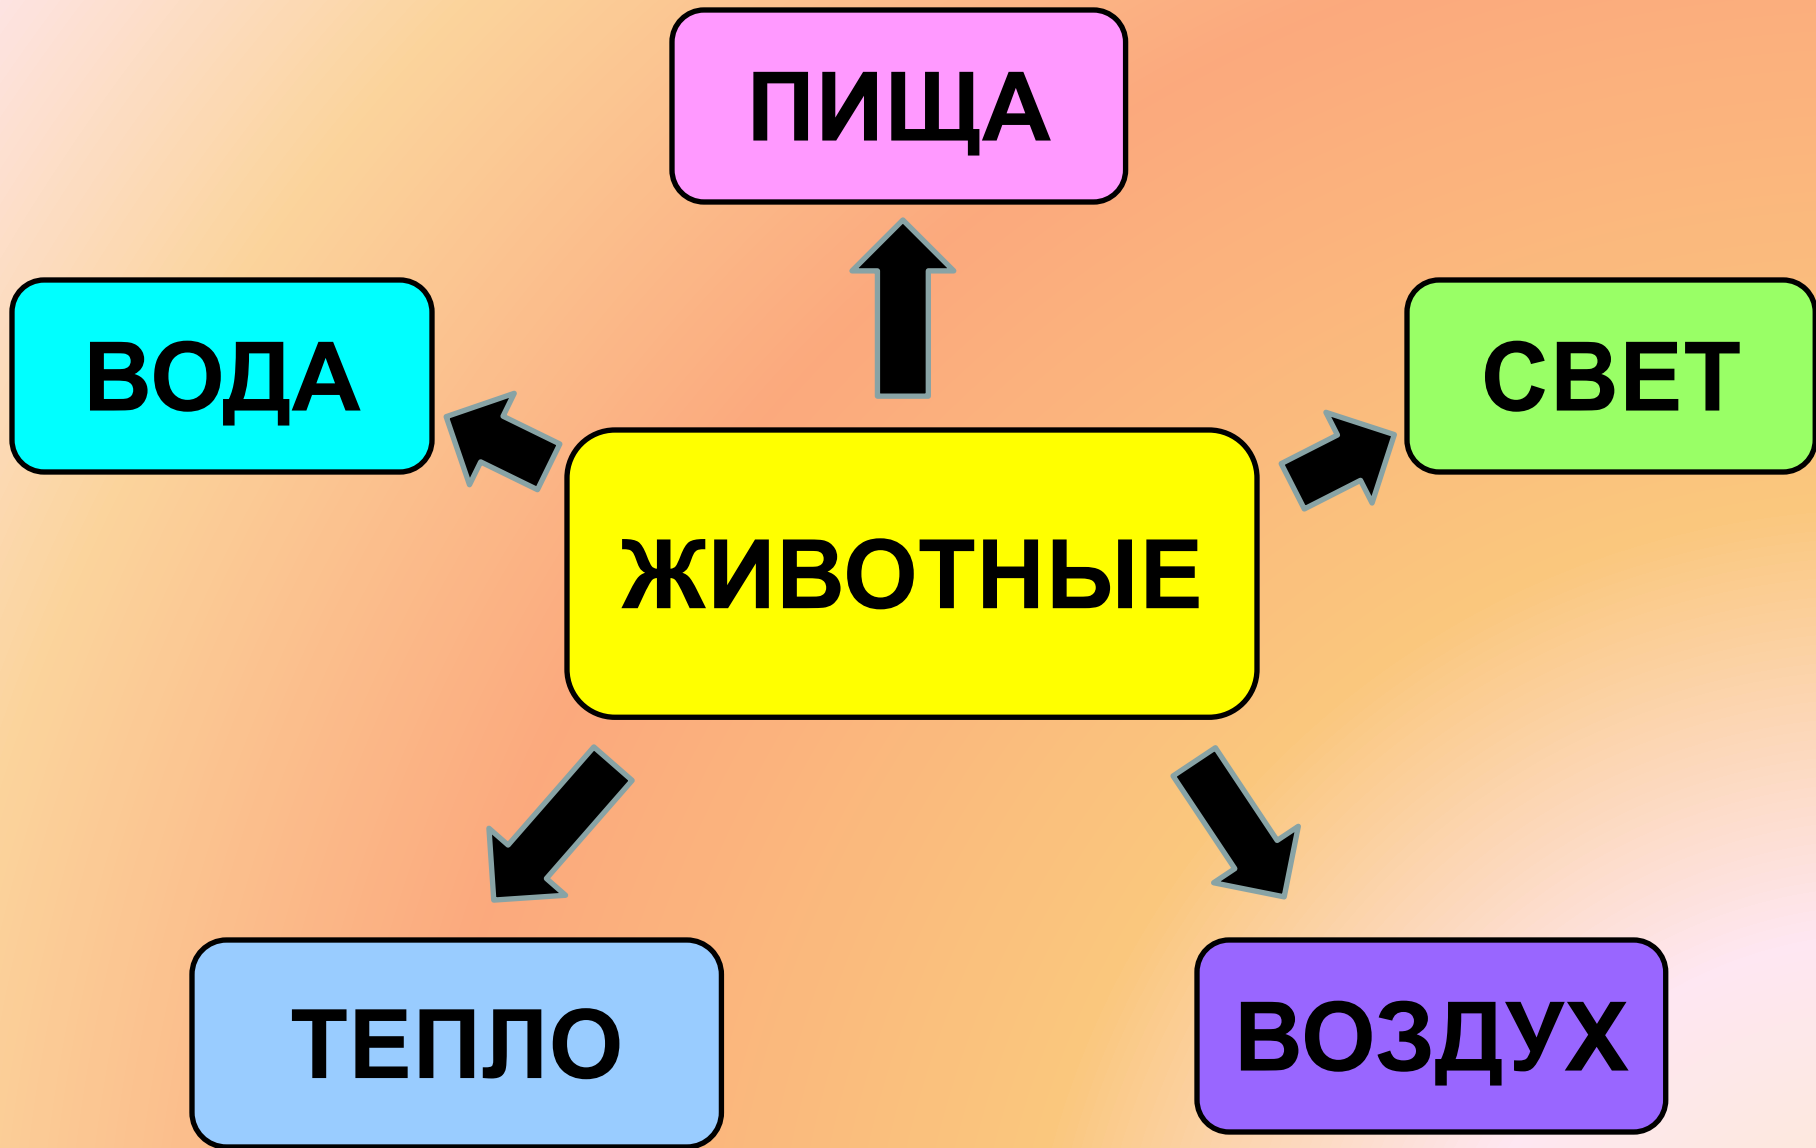 ПИЩА
ВОДА
СВЕТ
ЖИВОТНЫЕ
ТЕПЛО
ВОЗДУХ